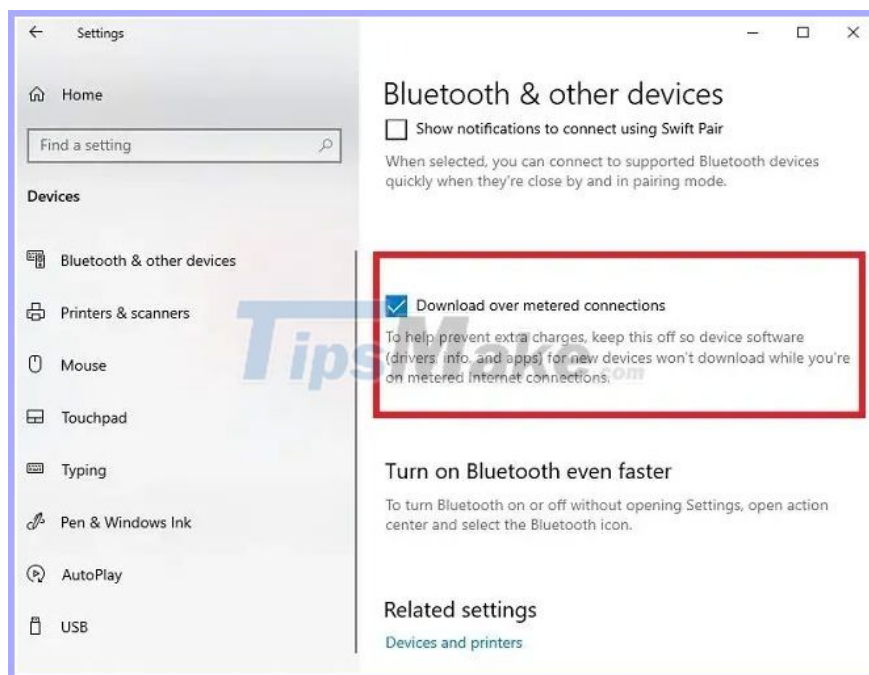 Settings
Home
Find a setting
Devices
Bluetooth & other devices
Printers & scanners
Mouse
Touchpad
Typing
Pen & Windows Ink
AutoPlay
USB
Bluetooth & other devices
Show notifications to connect using Swift Pair
When selected, you can connect to supported Bluetooth devices
quickly when they're close by and in pairing mode.
Download over metered connections
To help prevent extra charges, keep this off so device software
(drivers, info, and apps) for new devices won't download while you're
on metered Internet connections.
TipsMake.com
Turn on Bluetooth even faster
To turn Bluetooth on or off without opening Settings, open action
center and select the Bluetooth icon.
Related settings
Devices and printers